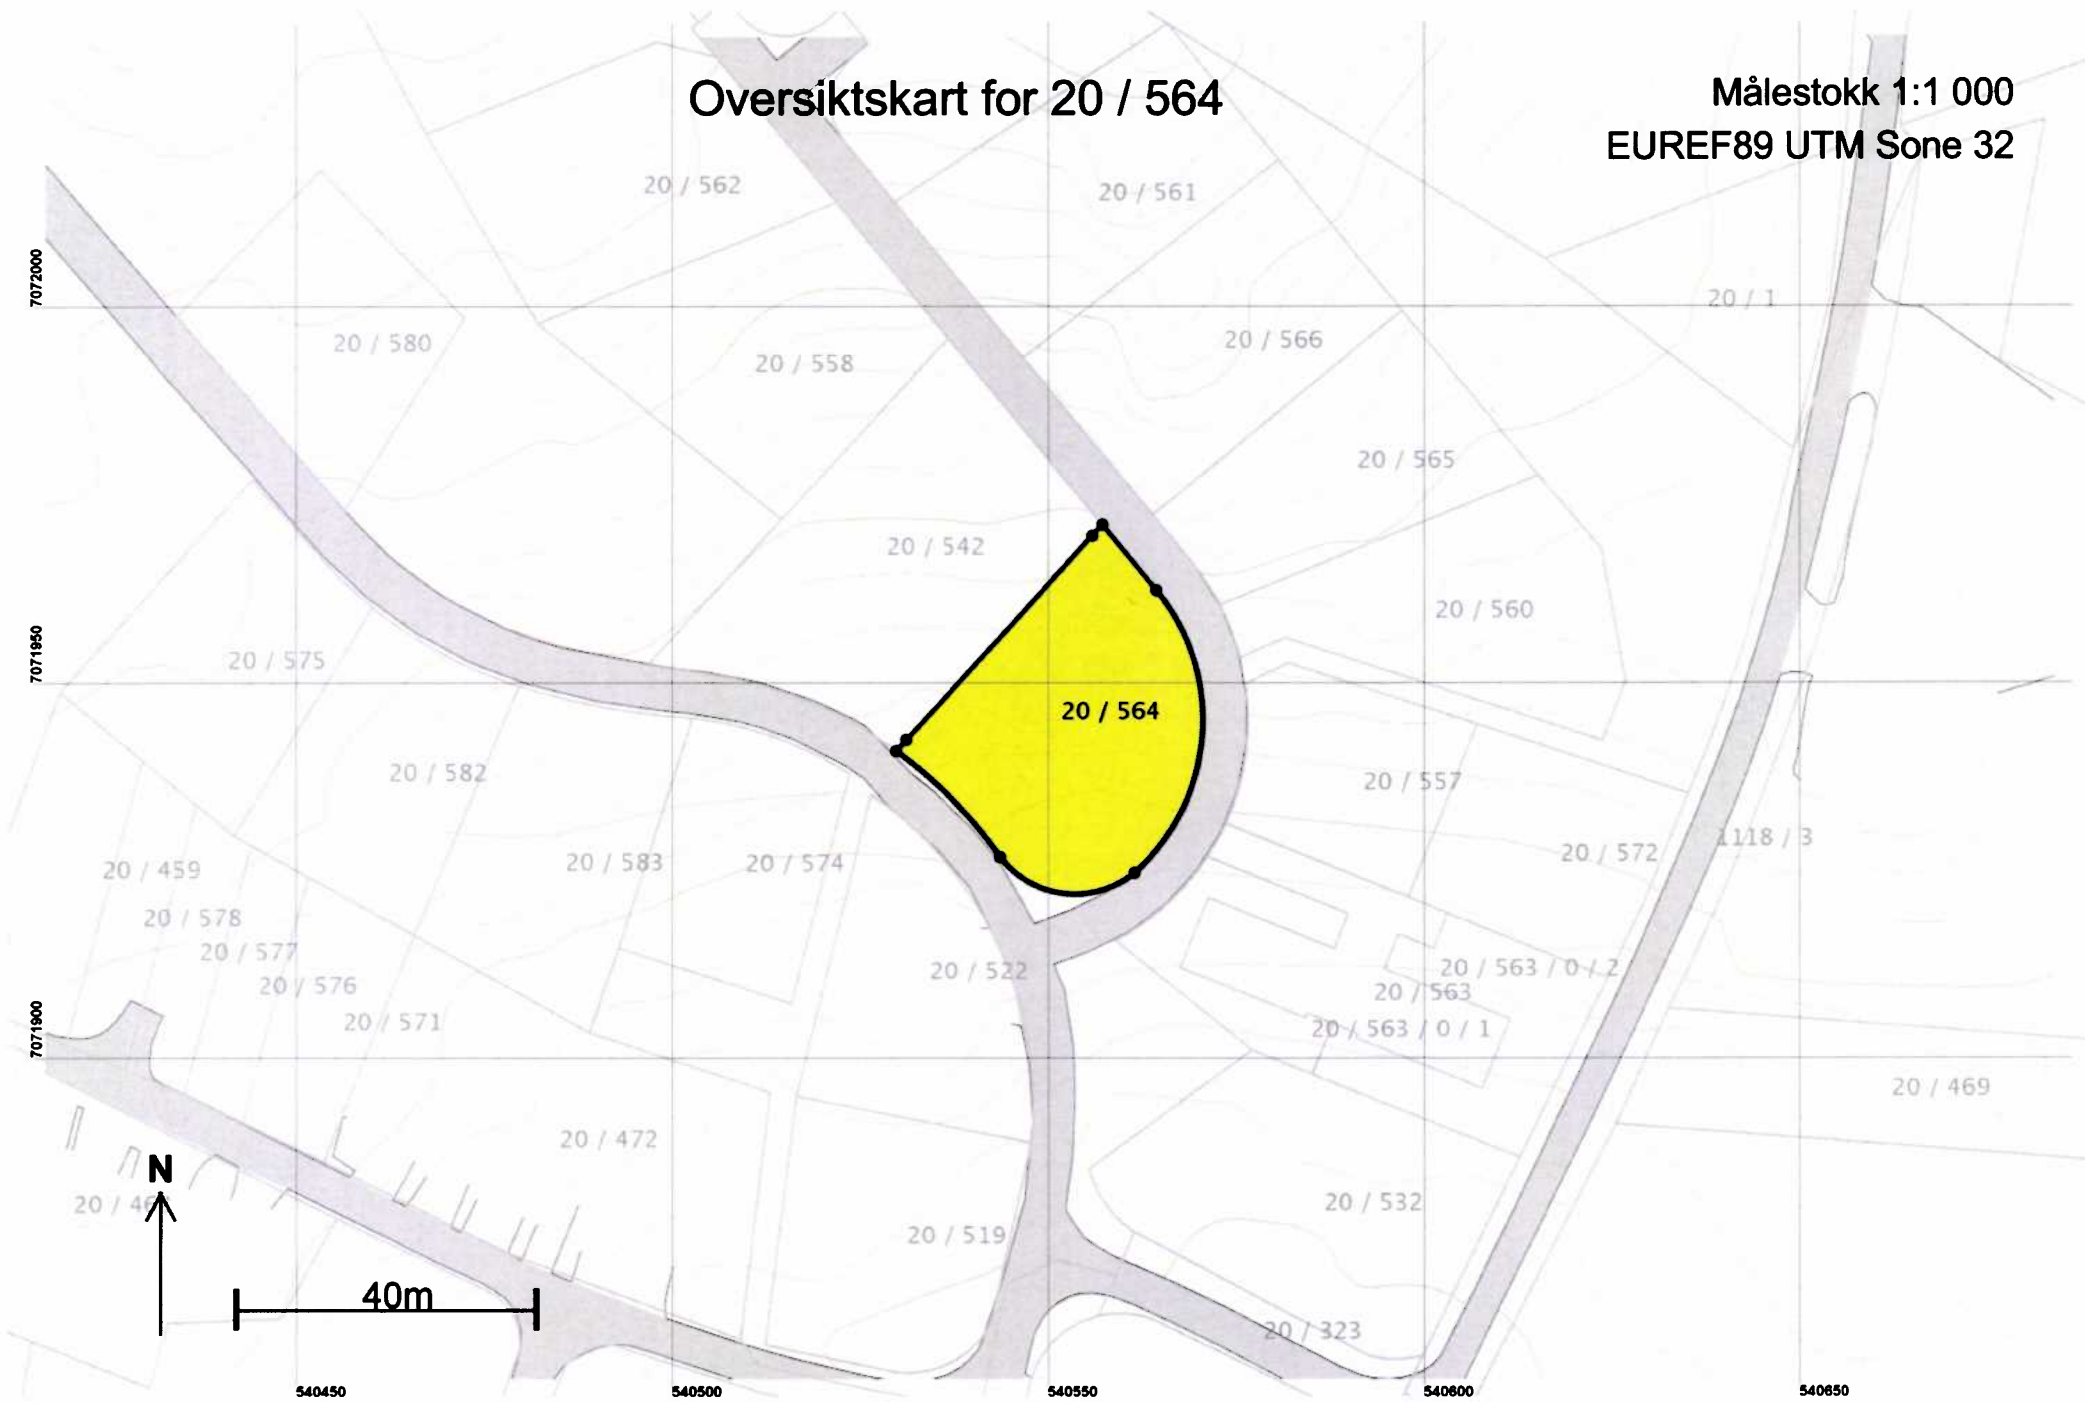 Oversiktskart for 20 / 564
Målestokk 1:1 000
EUREF89 UTM Sone 32
20 / 562
20 / 561
7072000
20 / 1
20 / 580
20 / 558
20 / 566
20 / 565
20 / 542
20 / 560
7071950
20 / 575
20 / 564
20 / 582
20 / 557
1118 / 3
20 / 459
20 / 583
20 / 574
20 / 572
20 / 578
20 / 577
20 / 522
20 / 563 / 0 / 2
20 / 576
20 / 563
7071900
20 / 571
20 / 563 / 0 / 1
20 / 469
20 / 472
N
20 / 532
20 / 519
40m
20 / 323
540450
540500
540550
540600
540650